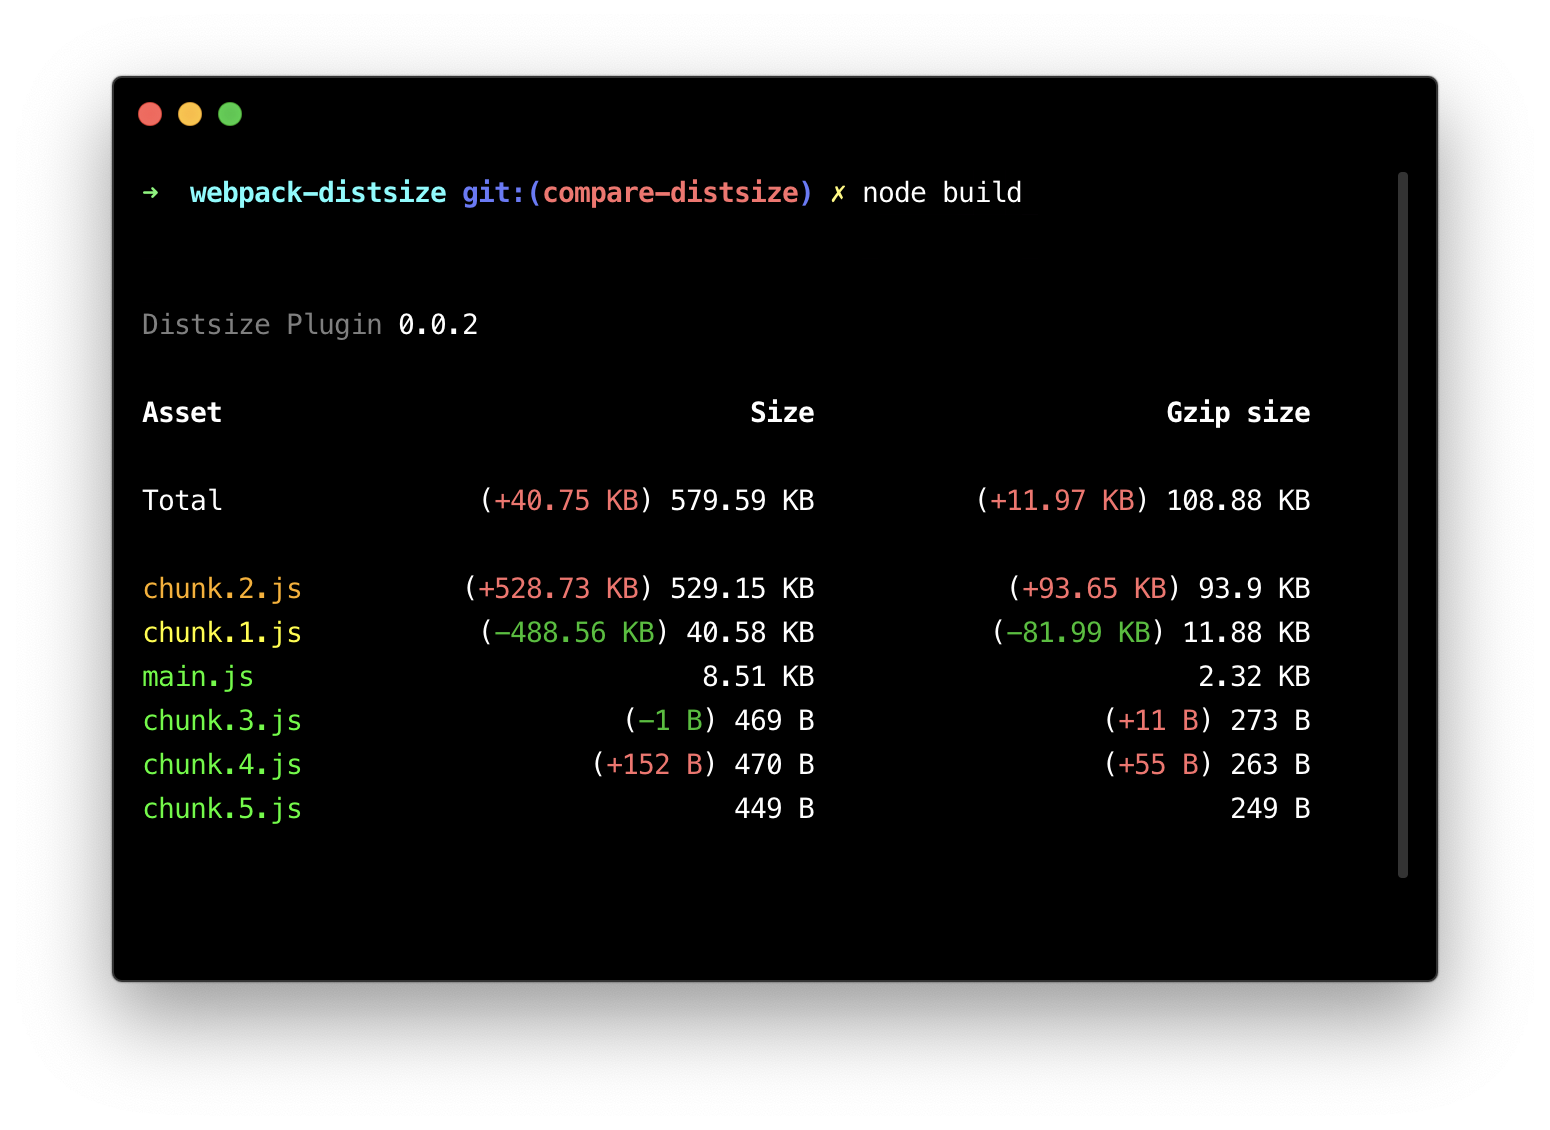 ➜  webpack-distsize git:(compare-distsize) ✗ node build
Distsize Plugin 0.0.2
Asset Size Gzip size
Total (+40.75 KB) 579.59 KB (+11.97 KB) 108.88 KB
chunk.2.js (+528.73 KB) 529.15 KB (+93.65 KB) 93.9 KB
chunk.1.js (-488.56 KB) 40.58 KB (-81.99 KB) 11.88 KB
main.js 8.51 KB 2.32 KB
chunk.3.js (-1 B) 469 B (+11 B) 273 B
chunk.4.js (+152 B) 470 B (+55 B) 263 B
chunk.5.js 449 B 249 B